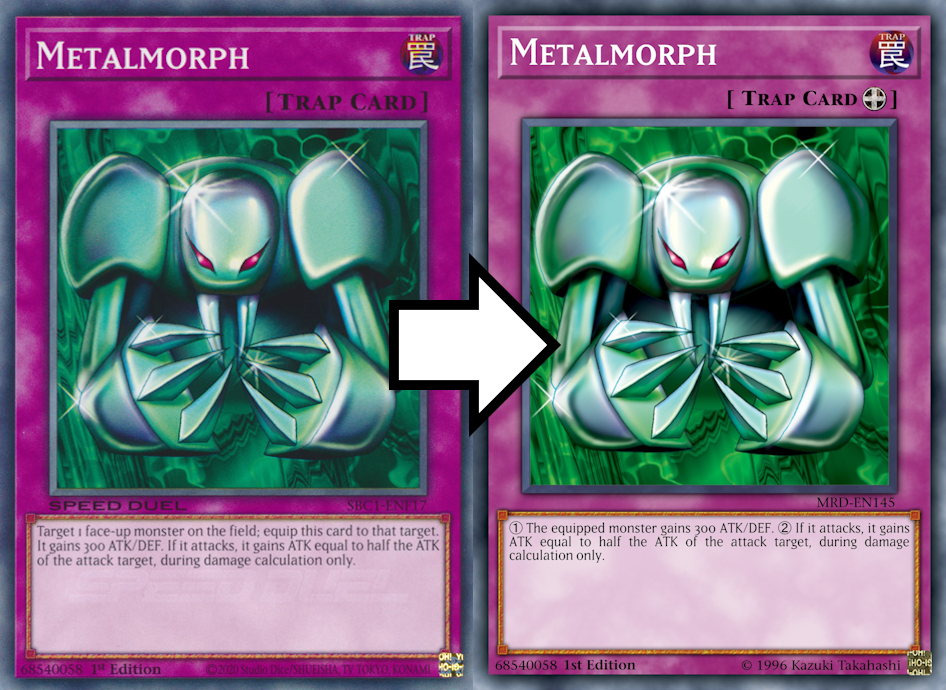 METALMORPH
TRAP
罠
[TRAP CARD]
SPEED DUEL
SBC1-ENF17
Target 1 face-up monster on the field; equip this card to that target.
It gains 300 ATK/DEF. If it attacks, it gains ATK equal to half the ATK
of the attack target, during damage calculation only.
68540058 1st Edition
©2020 Studio Dice/SHUEISHA, TV TOKYO, KONAMI
METALMORPH
TRAP
罠
[ TRAP CARD ]
MRD-EN145
① The equipped monster gains 300 ATK/DEF. ② If it attacks, it gains
ATK equal to half the ATK of the attack target, during damage
calculation only.
68540058 1st Edition
© 1996 Kazuki Takahashi